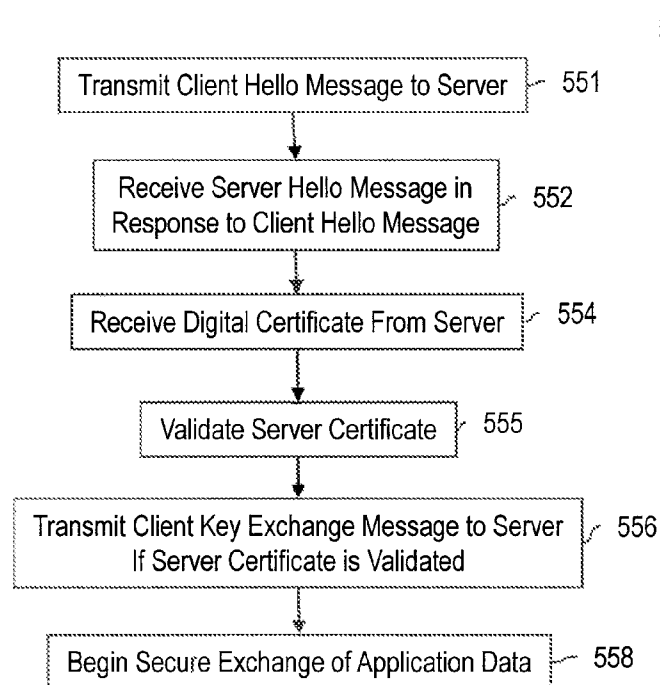 Transmit Client Hello Message to Server 551
Receive Server Hello Message in
Response to Client Hello Message 552
Receive Digital Certificate From Server 554
Validate Server Certificate 555
Transmit Client Key Exchange Message to Server
If Server Certificate is Validated 556
Begin Secure Exchange of Application Data 558